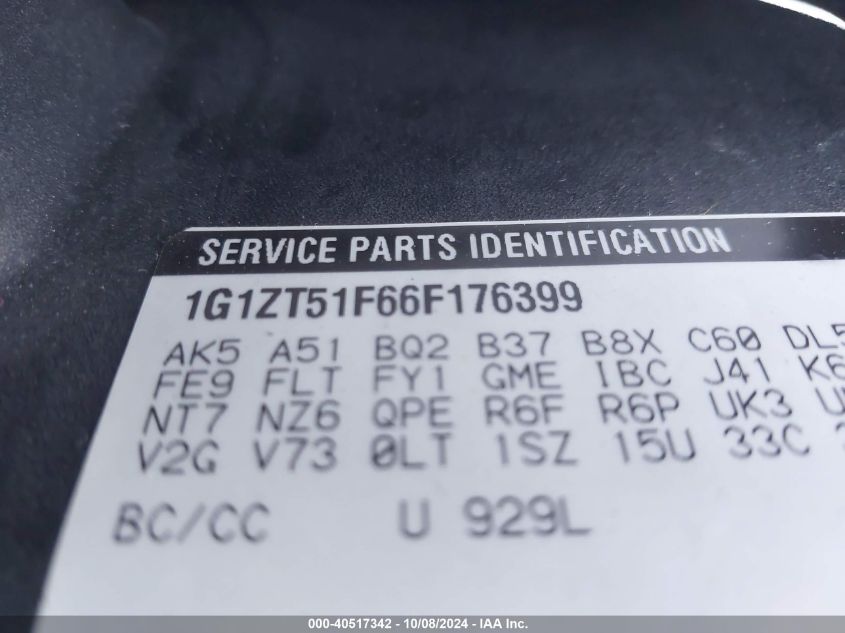 SERVICE PARTS IDENTIFICATION
1G1ZT51F66F176399
AK5 A51 BQ2 B37 B8X C60 DL5
FE9 FLT FY1 GME IBC J41 K6
NT7 NZ6 QPE R6F R6P UK3
V2G V73 0LT 1SZ 15U 33C
BC/CC U 929L
000-40517342 - 10/08/2024 - IAA Inc.